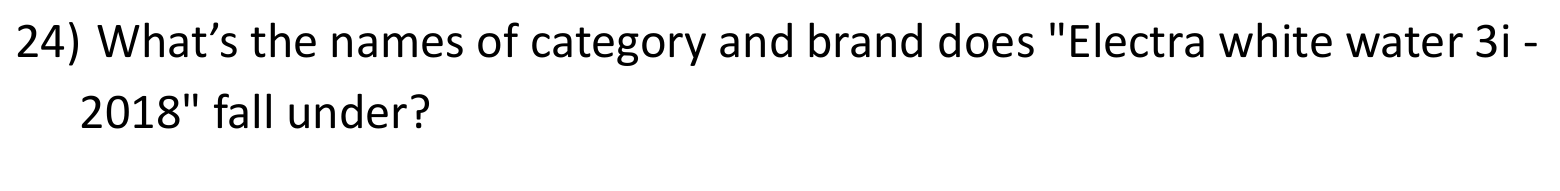 24) What’s the names of category and brand does "Electra white water 3i -
2018" fall under?